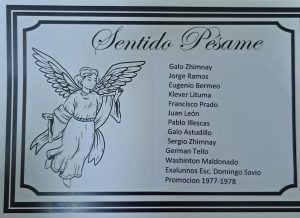 Sentido Pésame
Galo Zhimnay
Jorge Ramos
Eugenio Bermeo
Klever Lituma
Francisco Prado
Juan León
Pablo Illescas
Galo Astudillo
Sergio Zhimnay
German Tello
Washinton Maldonado
Exalunnos Esc, Domingo Savio
Promocion 1977-1978